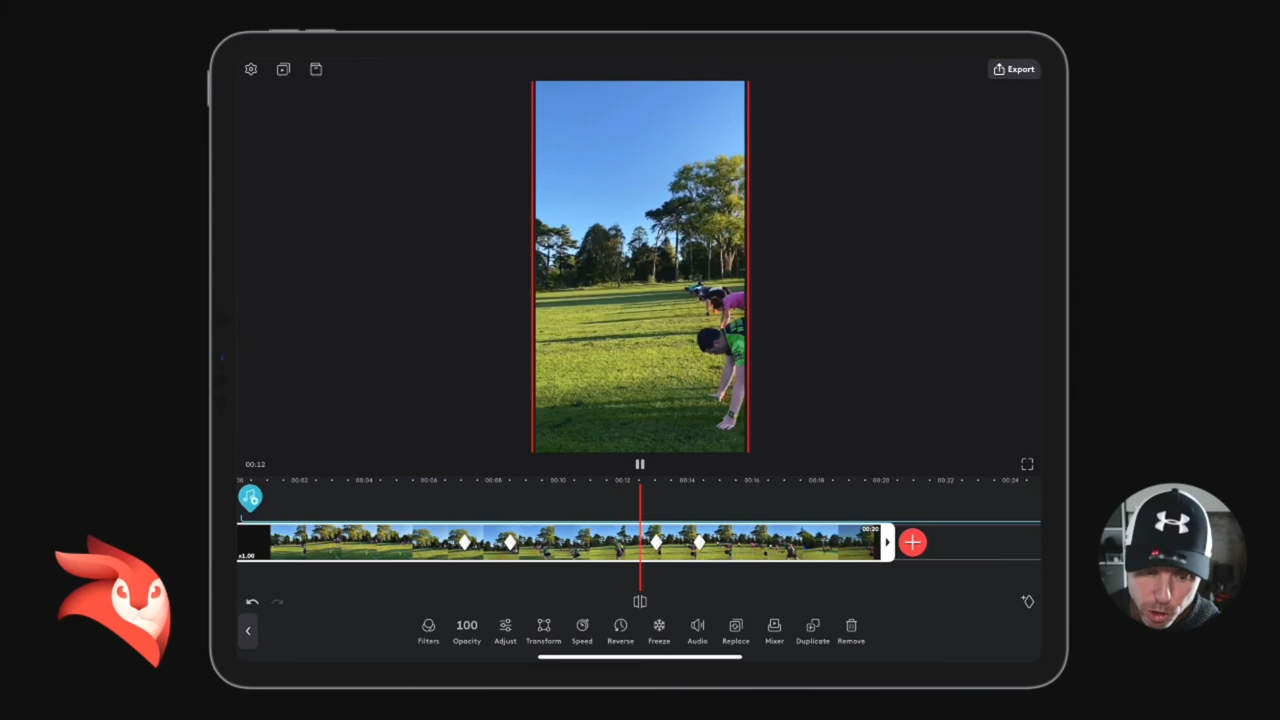 Export
00:12
00:02 00:04 00:06 00:08 00:10 00:12 00:14 00:16 00:18 00:20 00:22 00:24
00:20
x1.00
100
Filters Opacity Adjust Transform Speed Reverse Freeze Audio Replace Mixer Duplicate Remove